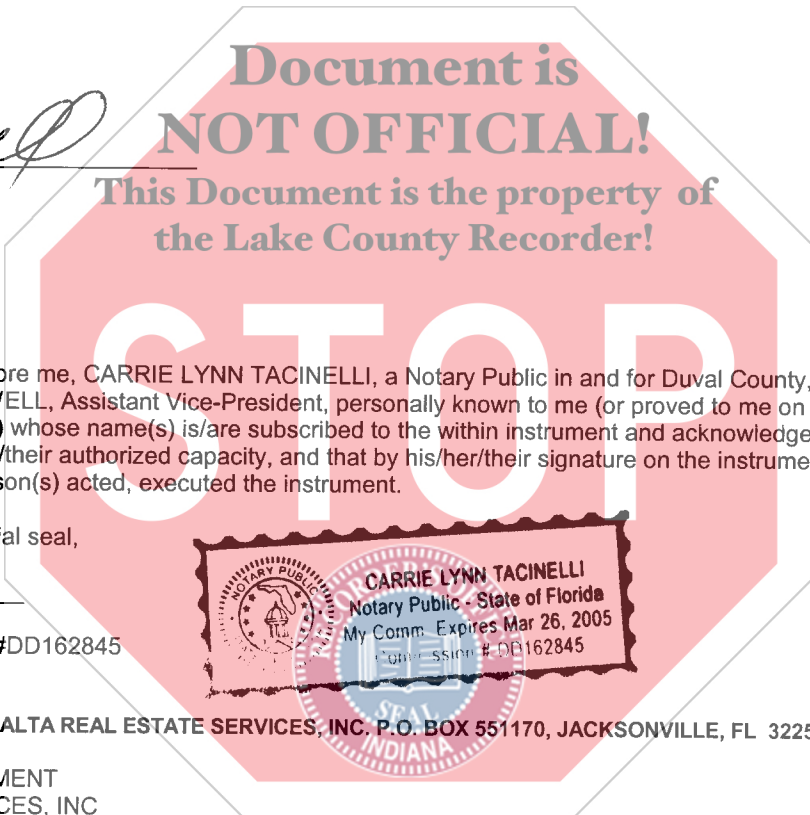 Document is
NOT OFFICIAL!
This Document is the property of
the Lake County Recorder!
STOP
ore me, CARRIE LYNN TACINELLI, a Notary Public in and for Duval County,
ELL, Assistant Vice-President, personally known to me (or proved to me on
) whose name(s) is/are subscribed to the within instrument and acknowledge
/their authorized capacity, and that by his/her/their signature on the instrume
son(s) acted, executed the instrument.
al seal,
NOTARY PUBLIC
CARRIE LYNN TACINELLI
Notary Public - State of Florida
My Comm. Expires Mar 26, 2005
Commission # DD162845
#DD162845
SEAL
INDIANA
ALTA REAL ESTATE SERVICES, INC. P.O. BOX 551170, JACKSONVILLE, FL 3225
MENT
CES, INC